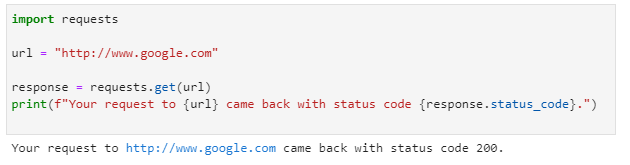 import requests
url = "http://www.google.com"
response = requests.get(url)
print(f"Your request to {url} came back with status code {response.status_code}.")
Your request to http://www.google.com came back with status code 200.